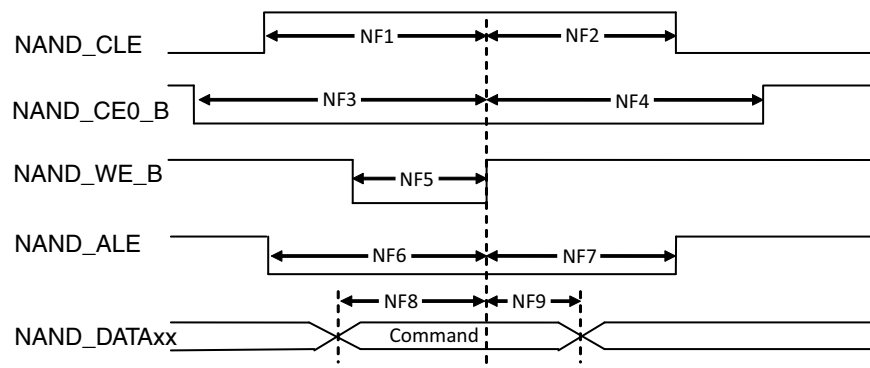 NAND_CLE
NF1
NF2
NAND_CE0_B
NF3
NF4
NAND_WE_B
NF5
NAND_ALE
NF6
NF7
NF8
NF9
NAND_DATAxx
Command